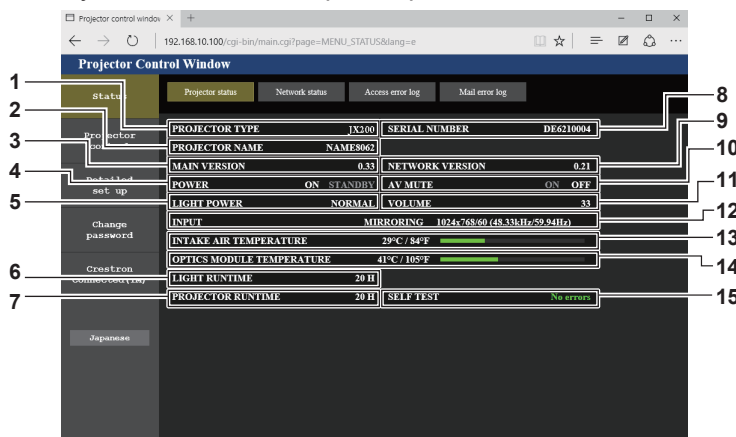 Projector control window
192.168.10.100/cgi-bin/main.cgi?page=MENU_STATUS&lang=e
Projector Control Window
Status
Projector status Network status Access error log Mail error log
1 PROJECTOR TYPE JX200 SERIAL NUMBER DE6210004 8
2 PROJECTOR NAME NAME8062
3 MAIN VERSION 0.33 NETWORK VERSION 0.21 9
4 POWER ON STANDBY AV MUTE ON OFF 10
5 LIGHT POWER NORMAL VOLUME 33 11
INPUT MIRRORING 1024x768/60 (48.33kHz/59.94Hz) 12
INTAKE AIR TEMPERATURE 29°C / 84°F 13
OPTICS MODULE TEMPERATURE 41°C / 105°F 14
6 LIGHT RUNTIME 20 H
7 PROJECTOR RUNTIME 20 H SELF TEST No errors 15
Projector
control
Detailed
set up
Change
password
Crestron
Connected(TM)
Japanese